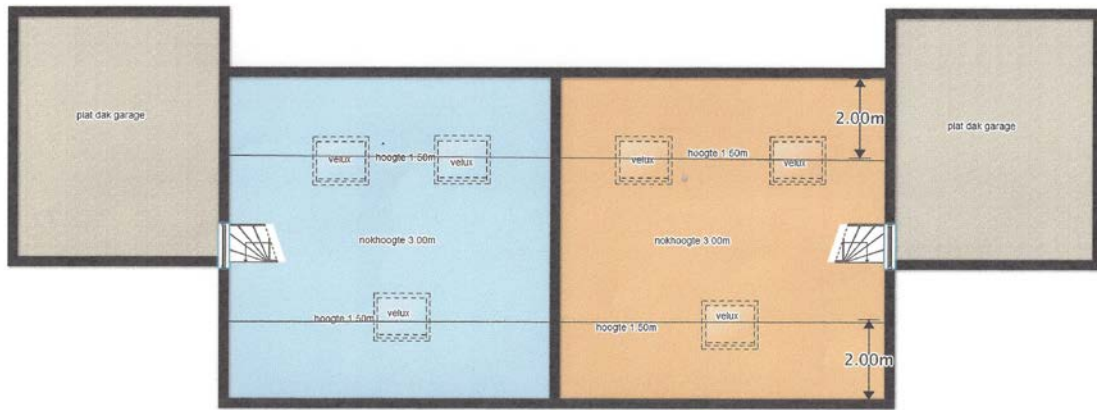 plat dak garage
2.00m
plat dak garage
velux
hoogte 1.50m
velux
velux
hoogte 1.50m
velux
nokhoogte 3.00m
nokhoogte 3.00m
hoogte 1.50m
velux
velux
hoogte 1.50m
2.00m